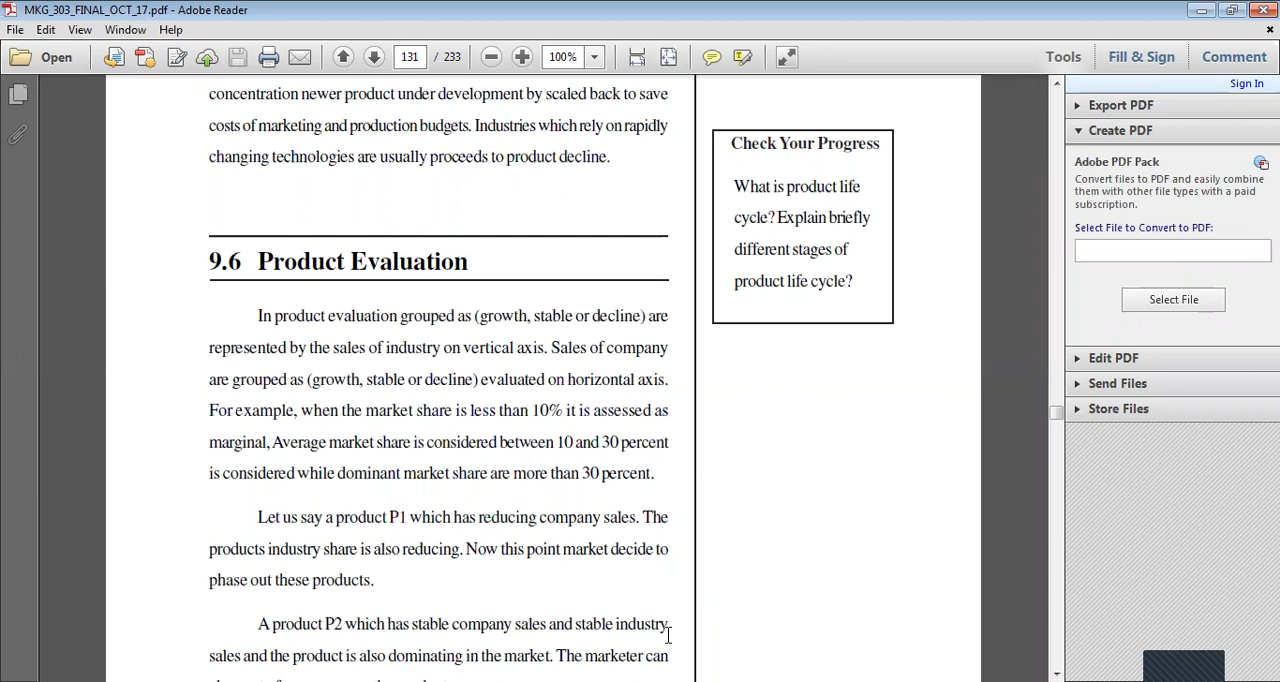 MKG_303_FINAL_OCT_17.pdf - Adobe Reader
File Edit View Window Help
Open 131 / 233 100% Tools Fill & Sign Comment
Sign In
Export PDF
Create PDF
Adobe PDF Pack
Convert files to PDF and easily combine
them with other file types with a paid
subscription.
Select File to Convert to PDF:
Select File
Edit PDF
Send Files
Store Files
concentration newer product under development by scaled back to save
costs of marketing and production budgets. Industries which rely on rapidly
changing technologies are usually proceeds to product decline.
9.6 Product Evaluation
In product evaluation grouped as (growth, stable or decline) are
represented by the sales of industry on vertical axis. Sales of company
are grouped as (growth, stable or decline) evaluated on horizontal axis.
For example, when the market share is less than 10% it is assessed as
marginal, Average market share is considered between 10 and 30 percent
is considered while dominant market share are more than 30 percent.
Let us say a product P1 which has reducing company sales. The
products industry share is also reducing. Now this point market decide to
phase out these products.
A product P2 which has stable company sales and stable industry
sales and the product is also dominating in the market. The marketer can
Check Your Progress
What is product life
cycle? Explain briefly
different stages of
product life cycle?